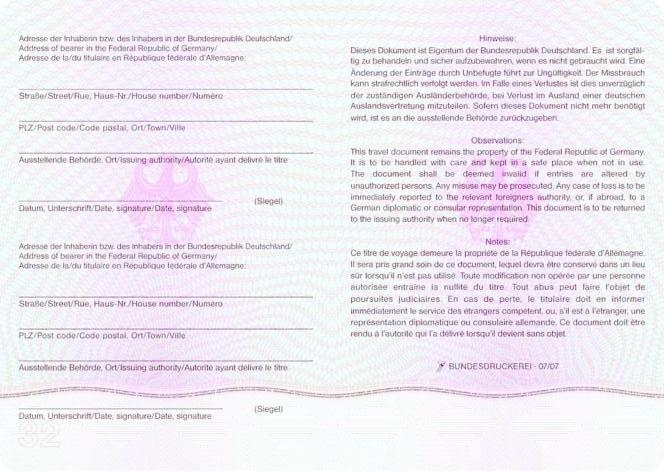 Adresse der Inhaberin bzw. des Inhabers in der Bundesrepublik Deutschland/
Address of bearer in the Federal Republic of Germany/
Adresse de la/du titulaire en République fédérale d'Allemagne:
Straße/Street/Rue, Haus-Nr./House number/Numéro
PLZ/Post code/Code postal, Ort/Town/Ville
Ausstellende Behörde, Ort/Issuing authority/Autorité ayant délivré le titre
(Siegel)
Datum, Unterschrift/Date, signature/Date, signature
Adresse der Inhaberin bzw. des Inhabers in der Bundesrepublik Deutschland/
Address of bearer in the Federal Republic of Germany/
Adresse de la/du titulaire en République fédérale d'Allemagne:
Straße/Street/Rue, Haus-Nr./House number/Numéro
PLZ/Post code/Code postal, Ort/Town/Ville
Ausstellende Behörde, Ort/Issuing authority/Autorité ayant délivré le titre
(Siegel)
Datum, Unterschrift/Date, signature/Date, signature
32
Hinweise:
Dieses Dokument ist Eigentum der Bundesrepublik Deutschland. Es ist sorgfäl-
tig zu behandeln und sicher aufzubewahren, wenn es nicht gebraucht wird. Eine
Änderung der Einträge durch Unbefugte führt zur Ungültigkeit. Der Missbrauch
kann strafrechtlich verfolgt werden. Im Falle eines Verlustes ist dies unverzüglich
der zuständigen Ausländerbehörde, bei Verlust im Ausland einer deutschen
Auslandsvertretung mitzuteilen. Sofern dieses Dokument nicht mehr benötigt
wird, ist es an die ausstellende Behörde zurückzugeben.
Observations:
This travel document remains the property of the Federal Republic of Germany.
It is to be handled with care and kept in a safe place when not in use.
The document shall be deemed invalid if entries are altered by
unauthorized persons. Any misuse may be prosecuted. Any case of loss is to be
immediately reported to the relevant foreigners authority, or, if abroad, to a
German diplomatic or consular representation. This document is to be returned
to the issuing authority when no longer required.
Notes:
Ce titre de voyage demeure la propriété de la République fédérale d'Allemagne.
Il sera pris grand soin de ce document, lequel devra être conservé dans un lieu
sûr lorsqu'il n'est pas utilisé. Toute modification non opérée par une personne
autorisée entraîne la nullité du titre. Tout abus peut faire l'objet de
poursuites judiciaires. En cas de perte, le titulaire doit en informer
immédiatement le service des étrangers compétent, ou, s'il est à l'étranger, une
représentation diplomatique ou consulaire allemande. Ce document doit être
rendu à l'autorité qui l'a délivré lorsqu'il devient sans objet.
BUNDESDRUCKEREI - 07/07